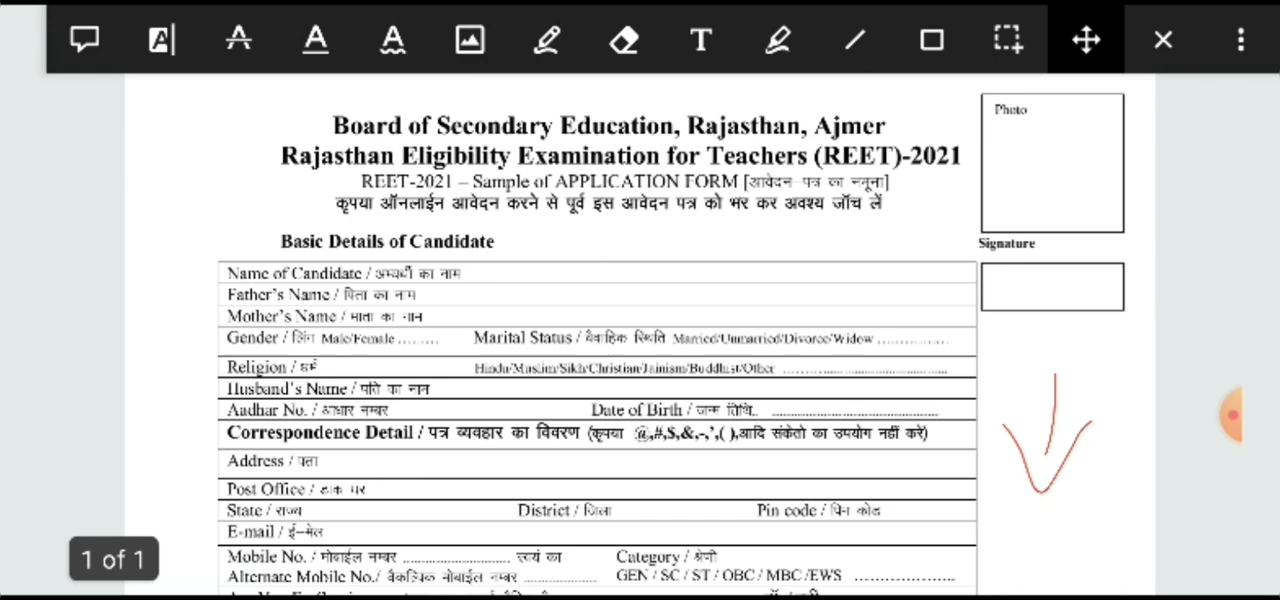 Photo
Board of Secondary Education, Rajasthan, Ajmer
Rajasthan Eligibility Examination for Teachers (REET)-2021
REET-2021 – Sample of APPLICATION FORM [आवेदन-पत्र का नमूना]
कृपया ऑनलाईन आवेदन करने से पूर्व इस आवेदन पत्र को भर कर अवश्य जॉच लें
Basic Details of Candidate
Signature
Name of Candidate / अभ्यर्थी का नाम
Father's Name / पिता का नाम
Mother's Name / माता का नाम
Gender / लिंग Male/Female ......... Marital Status / वैवाहिक स्थिति Married/Unmarried/Divorce/Widow ................
Religion / धर्म Hindu/Muslim/Sikh/Christian/Jainism/Buddhist/Other .....................................
Husband's Name / पति का नाम
Aadhar No. / आधार नम्बर Date of Birth / जन्म तिथि.. .....................................
Correspondence Detail / पत्र व्यवहार का विवरण (कृपया @,#,$,&,-,',( ),आदि संकेतो का उपयोग नहीं करें)
Address / पता
Post Office / डाक घर
State / राज्य District / जिला Pin code / पिन कोड
E-mail / ई-मेल
Mobile No. / मोबाईल नम्बर ........................ स्वयं का Category / श्रेणी
Alternate Mobile No./ वैकल्पिक मोबाईल नम्बर ................ GEN / SC / ST / OBC / MBC /EWS ......................
1 of 1